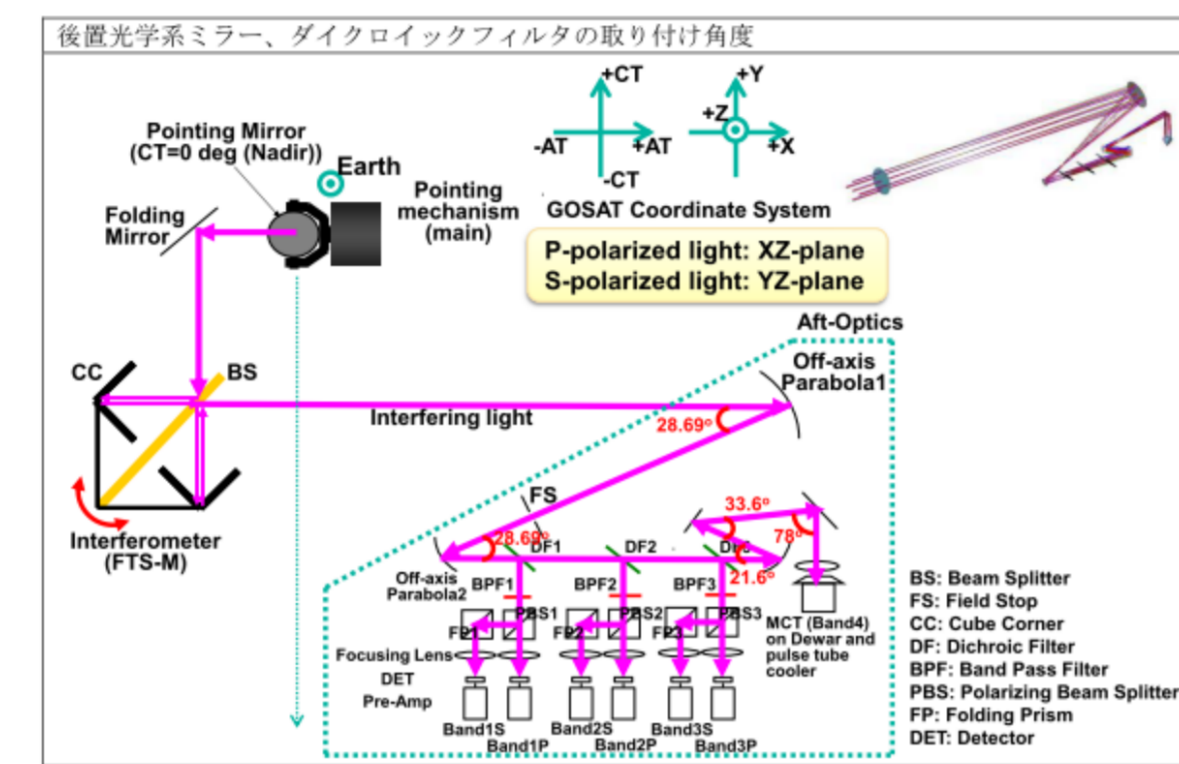 後置光学系ミラー、ダイクロイックフィルタの取り付け角度
+CT
-AT
+AT
-CT
+Y
+Z
+X
GOSAT Coordinate System
P-polarized light: XZ-plane
S-polarized light: YZ-plane
Pointing Mirror
(CT=0 deg (Nadir))
Earth
Pointing
mechanism
(main)
Folding
Mirror
CC
BS
Interfering light
Interferometer
(FTS-M)
Aft-Optics
Off-axis
Parabola1
28.69°
FS
28.69°
DF1
DF2
33.6°
78°
21.6°
Off-axis
Parabola2
BPF1
BPF2
BPF3
PBS1
PBS2
PBS3
FP1
FP2
FP3
MCT (Band4)
on Dewar and
pulse tube
cooler
Focusing Lens
DET
Pre-Amp
Band1S
Band1P
Band2S
Band2P
Band3S
Band3P
BS: Beam Splitter
FS: Field Stop
CC: Cube Corner
DF: Dichroic Filter
BPF: Band Pass Filter
PBS: Polarizing Beam Splitter
FP: Folding Prism
DET: Detector